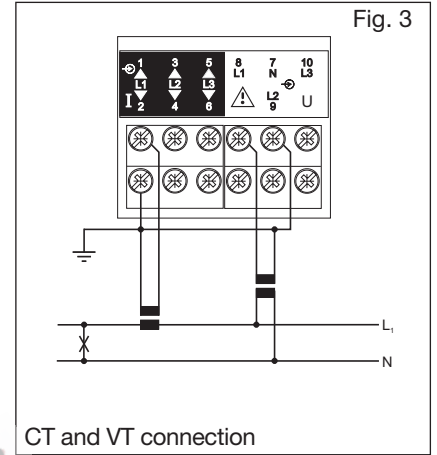 Fig. 3
1 3 5 8 7 10
L1 N L3
L1 L2 L3
L2
I 2 4 6 9 U
L1
N
CT and VT connection